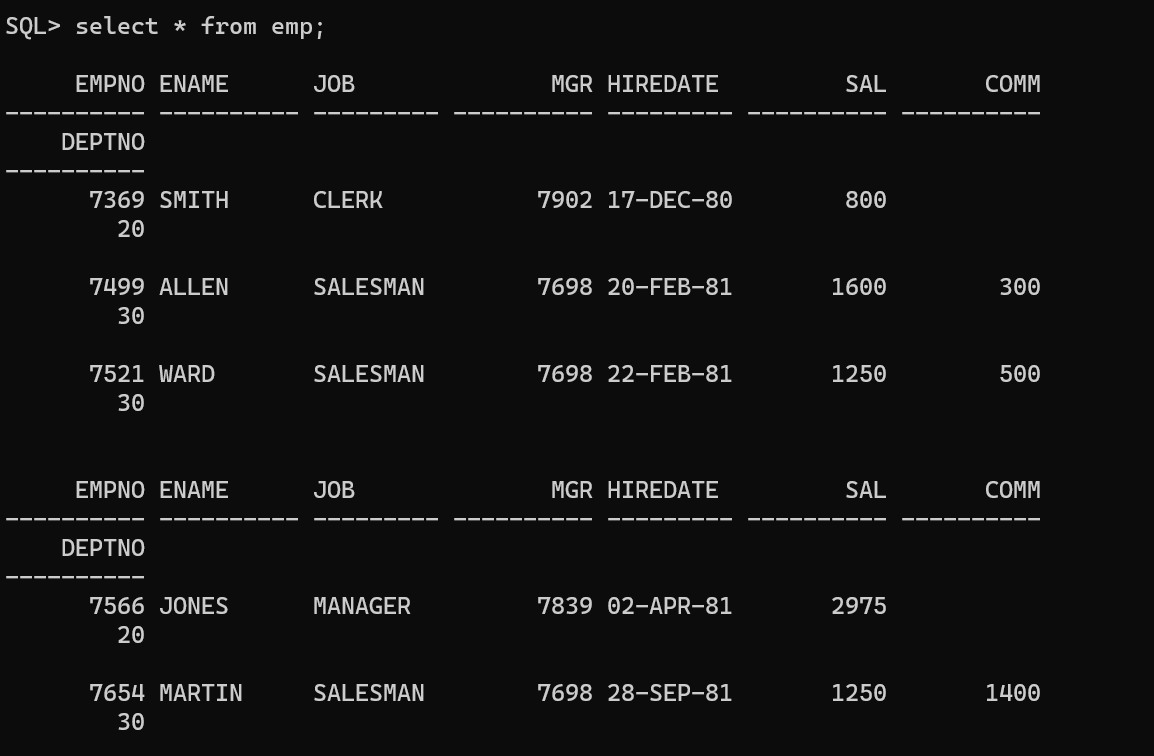 SQL> select * from emp;
     EMPNO ENAME      JOB              MGR HIREDATE         SAL       COMM
---------- ---------- --------- ---------- --------- ---------- ----------
    DEPTNO
----------
      7369 SMITH      CLERK           7902 17-DEC-80        800
        20
      7499 ALLEN      SALESMAN        7698 20-FEB-81       1600        300
        30
      7521 WARD       SALESMAN        7698 22-FEB-81       1250        500
        30
     EMPNO ENAME      JOB              MGR HIREDATE         SAL       COMM
---------- ---------- --------- ---------- --------- ---------- ----------
    DEPTNO
----------
      7566 JONES      MANAGER         7839 02-APR-81       2975
        20
      7654 MARTIN     SALESMAN        7698 28-SEP-81       1250       1400
        30